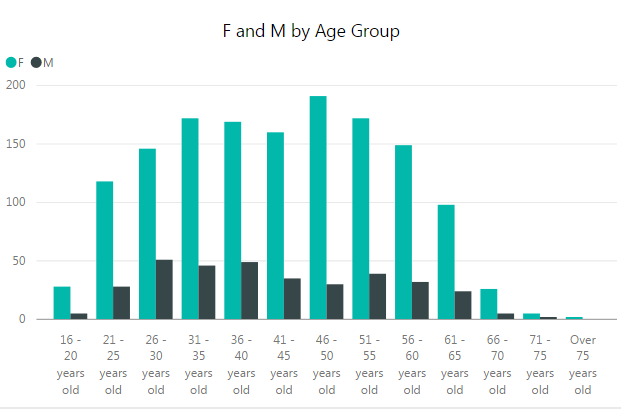 F and M by Age Group
F M
200
150
100
50
0
16 - 21 - 26 - 31 - 36 - 41 - 46 - 51 - 56 - 61 - 66 - 71 - Over
20 25 30 35 40 45 50 55 60 65 70 75 75
years years years years years years years years years years years years years
old old old old old old old old old old old old old